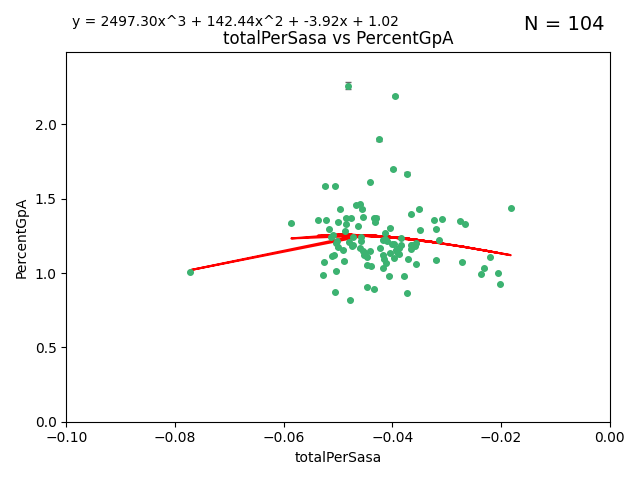 y = 2497.30x^3 + 142.44x^2 + -3.92x + 1.02
N = 104
totalPerSasa vs PercentGpA
PercentGpA
2.0
1.5
1.0
0.5
0.0
−0.10 −0.08 −0.06 −0.04 −0.02 0.00
totalPerSasa